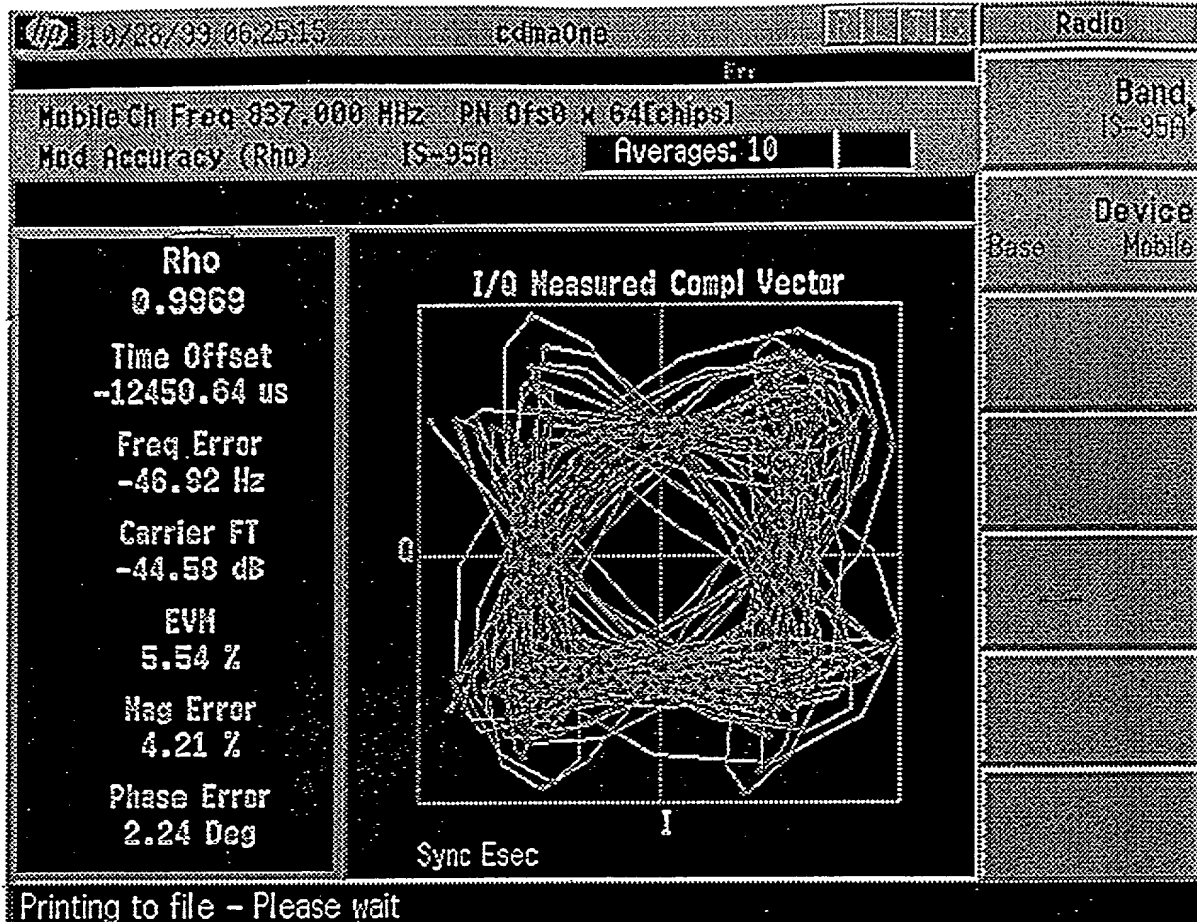 hp 10/28/99 06:25:15 cdmaOne R L T S
Err
Mobile Ch Freq 837.000 MHz PN Ofs0 x 64[chips]
Mod Accuracy (Rho) IS-95A Averages: 10
Rho
0.9969
Time Offset
-12450.64 us
Freq Error
-46.92 Hz
Carrier FT
-44.58 dB
EVM
5.54 %
Mag Error
4.21 %
Phase Error
2.24 Deg
I/Q Measured Compl Vector
Q
I
Sync Esec
Printing to file – Please wait
Radio
Band,
IS-95A
Device
Base Mobile